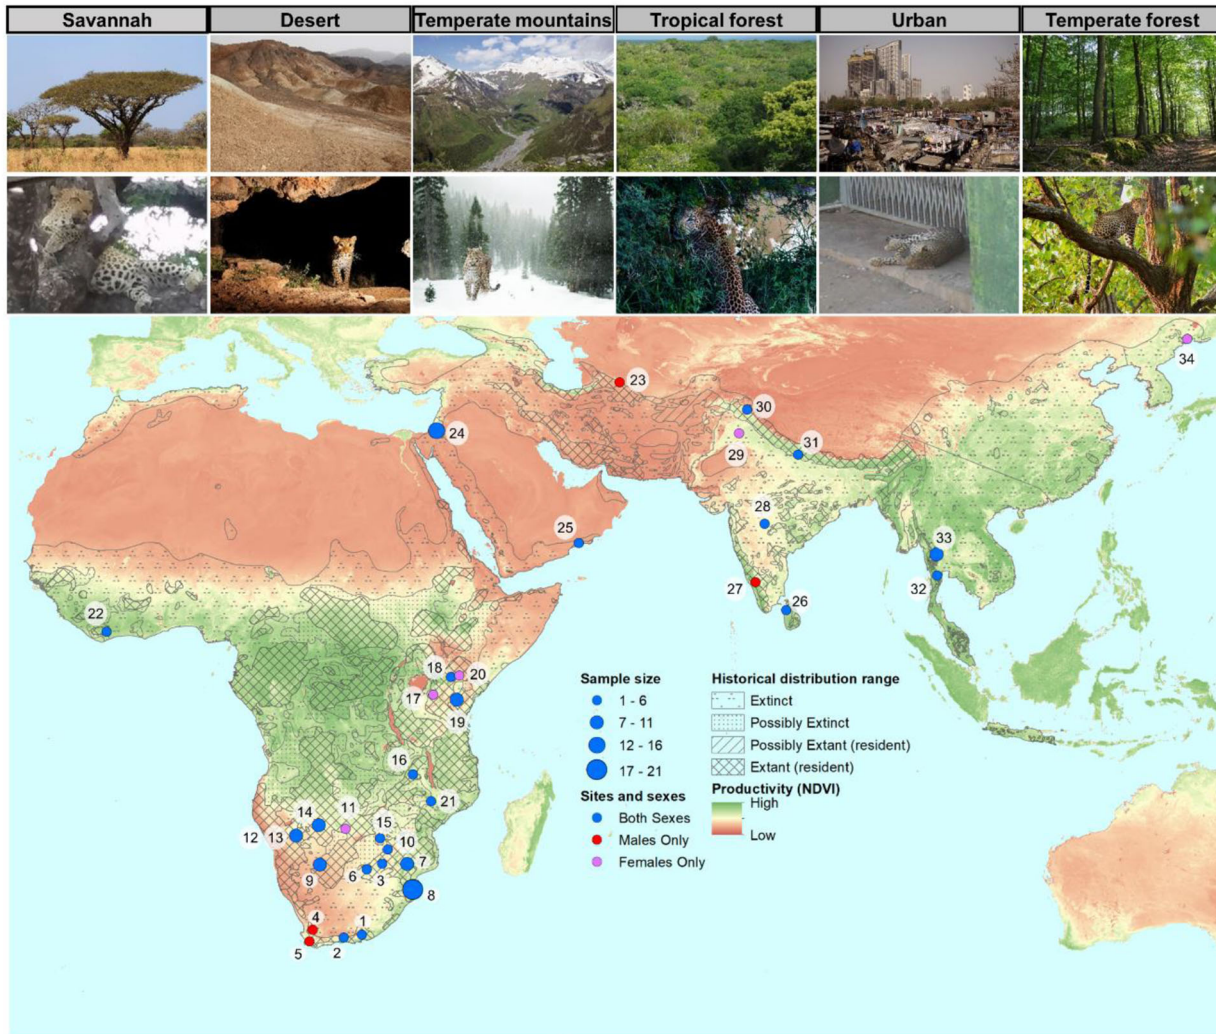 Savannah
Desert
Temperate mountains
Tropical forest
Urban
Temperate forest
34
23
30
24
29
31
28
25
33
27
26
32
22
18
20
17
19
16
21
14
11
15
12
13
10
9
6
3
7
8
4
1
5
2
Sample size
1 - 6
7 - 11
12 - 16
17 - 21
Sites and sexes
Both Sexes
Males Only
Females Only
Historical distribution range
Extinct
Possibly Extinct
Possibly Extant (resident)
Extant (resident)
Productivity (NDVI)
High
Low